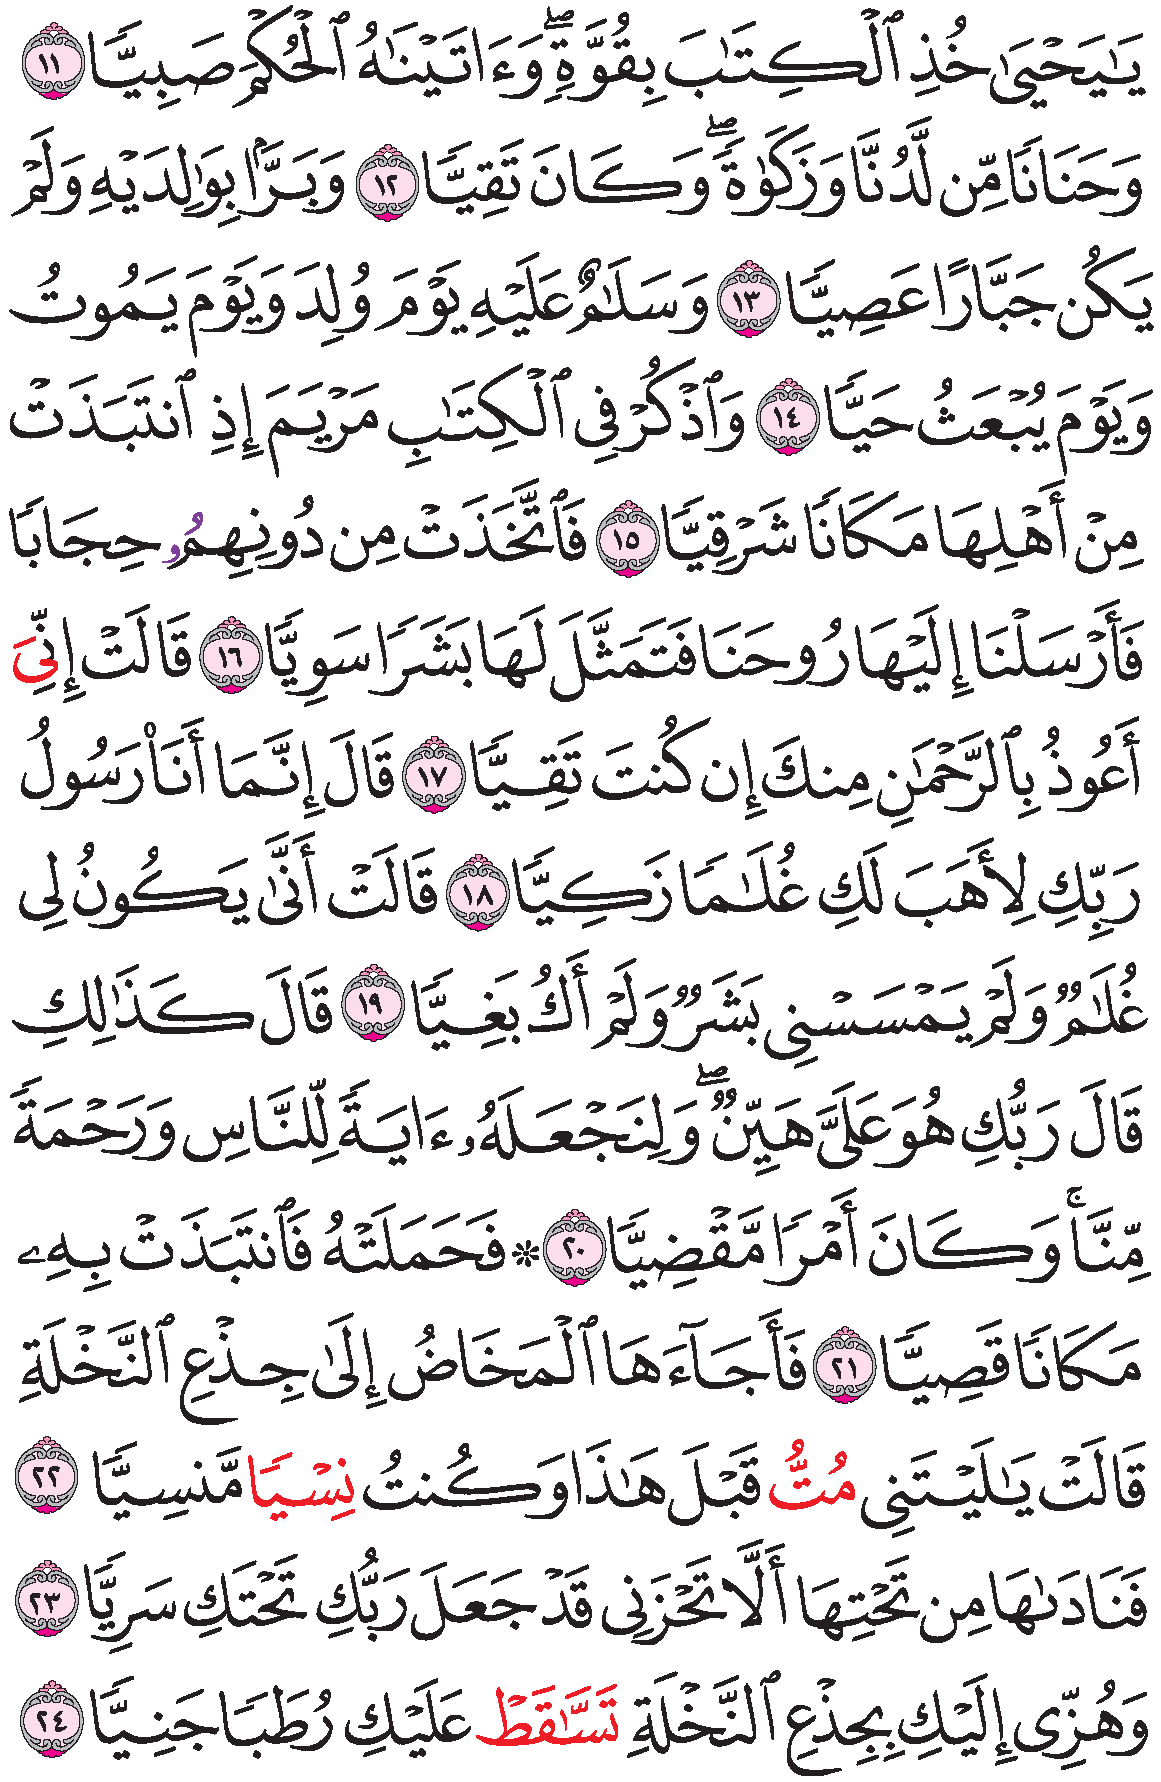 يَٰيَحْيَىٰ خُذِ ٱلْكِتَٰبَ بِقُوَّةٍۖ وَءَاتَيْنَٰهُ ٱلْحُكْمَ صَبِيًّا ١١
وَحَنَانًا مِّن لَّدُنَّا وَزَكَوٰةًۖ وَكَانَ تَقِيًّا ١٢ وَبَرًّۢا بِوَٰلِدَيْهِ وَلَمْ
يَكُن جَبَّارًا عَصِيًّا ١٣ وَسَلَٰمٌ عَلَيْهِ يَوْمَ وُلِدَ وَيَوْمَ يَمُوتُ
وَيَوْمَ يُبْعَثُ حَيًّا ١٤ وَٱذْكُرْ فِى ٱلْكِتَٰبِ مَرْيَمَ إِذِ ٱنتَبَذَتْ
مِنْ أَهْلِهَا مَكَانًا شَرْقِيًّا ١٥ فَٱتَّخَذَتْ مِن دُونِهِمُۥ حِجَابًا
فَأَرْسَلْنَا إِلَيْهَا رُوحَنَا فَتَمَثَّلَ لَهَا بَشَرًا سَوِيًّا ١٦ قَالَتْ إِنِّىَ
أَعُوذُ بِٱلرَّحْمَٰنِ مِنكَ إِن كُنتَ تَقِيًّا ١٧ قَالَ إِنَّمَا أَنَا۠ رَسُولُ
رَبِّكِ لِأَهَبَ لَكِ غُلَٰمًا زَكِيًّا ١٨ قَالَتْ أَنَّىٰ يَكُونُ لِى
غُلَٰمٌ وَلَمْ يَمْسَسْنِى بَشَرٌ وَلَمْ أَكُ بَغِيًّا ١٩ قَالَ كَذَٰلِكِ
قَالَ رَبُّكِ هُوَ عَلَىَّ هَيِّنٌۖ وَلِنَجْعَلَهُۥ ءَايَةً لِّلنَّاسِ وَرَحْمَةً
مِّنَّاۚ وَكَانَ أَمْرًا مَّقْضِيًّا ٢٠ ۞ فَحَمَلَتْهُ فَٱنتَبَذَتْ بِهِۦ
مَكَانًا قَصِيًّا ٢١ فَأَجَآءَهَا ٱلْمَخَاضُ إِلَىٰ جِذْعِ ٱلنَّخْلَةِ
قَالَتْ يَٰلَيْتَنِى مُتُّ قَبْلَ هَٰذَا وَكُنتُ نِسْيًا مَّنسِيًّا ٢٢
فَنَادَىٰهَا مِن تَحْتِهَا أَلَّا تَحْزَنِى قَدْ جَعَلَ رَبُّكِ تَحْتَكِ سَرِيًّا ٢٣
وَهُزِّى إِلَيْكِ بِجِذْعِ ٱلنَّخْلَةِ تَسَّٰقَطْ عَلَيْكِ رُطَبًا جَنِيًّا ٢٤